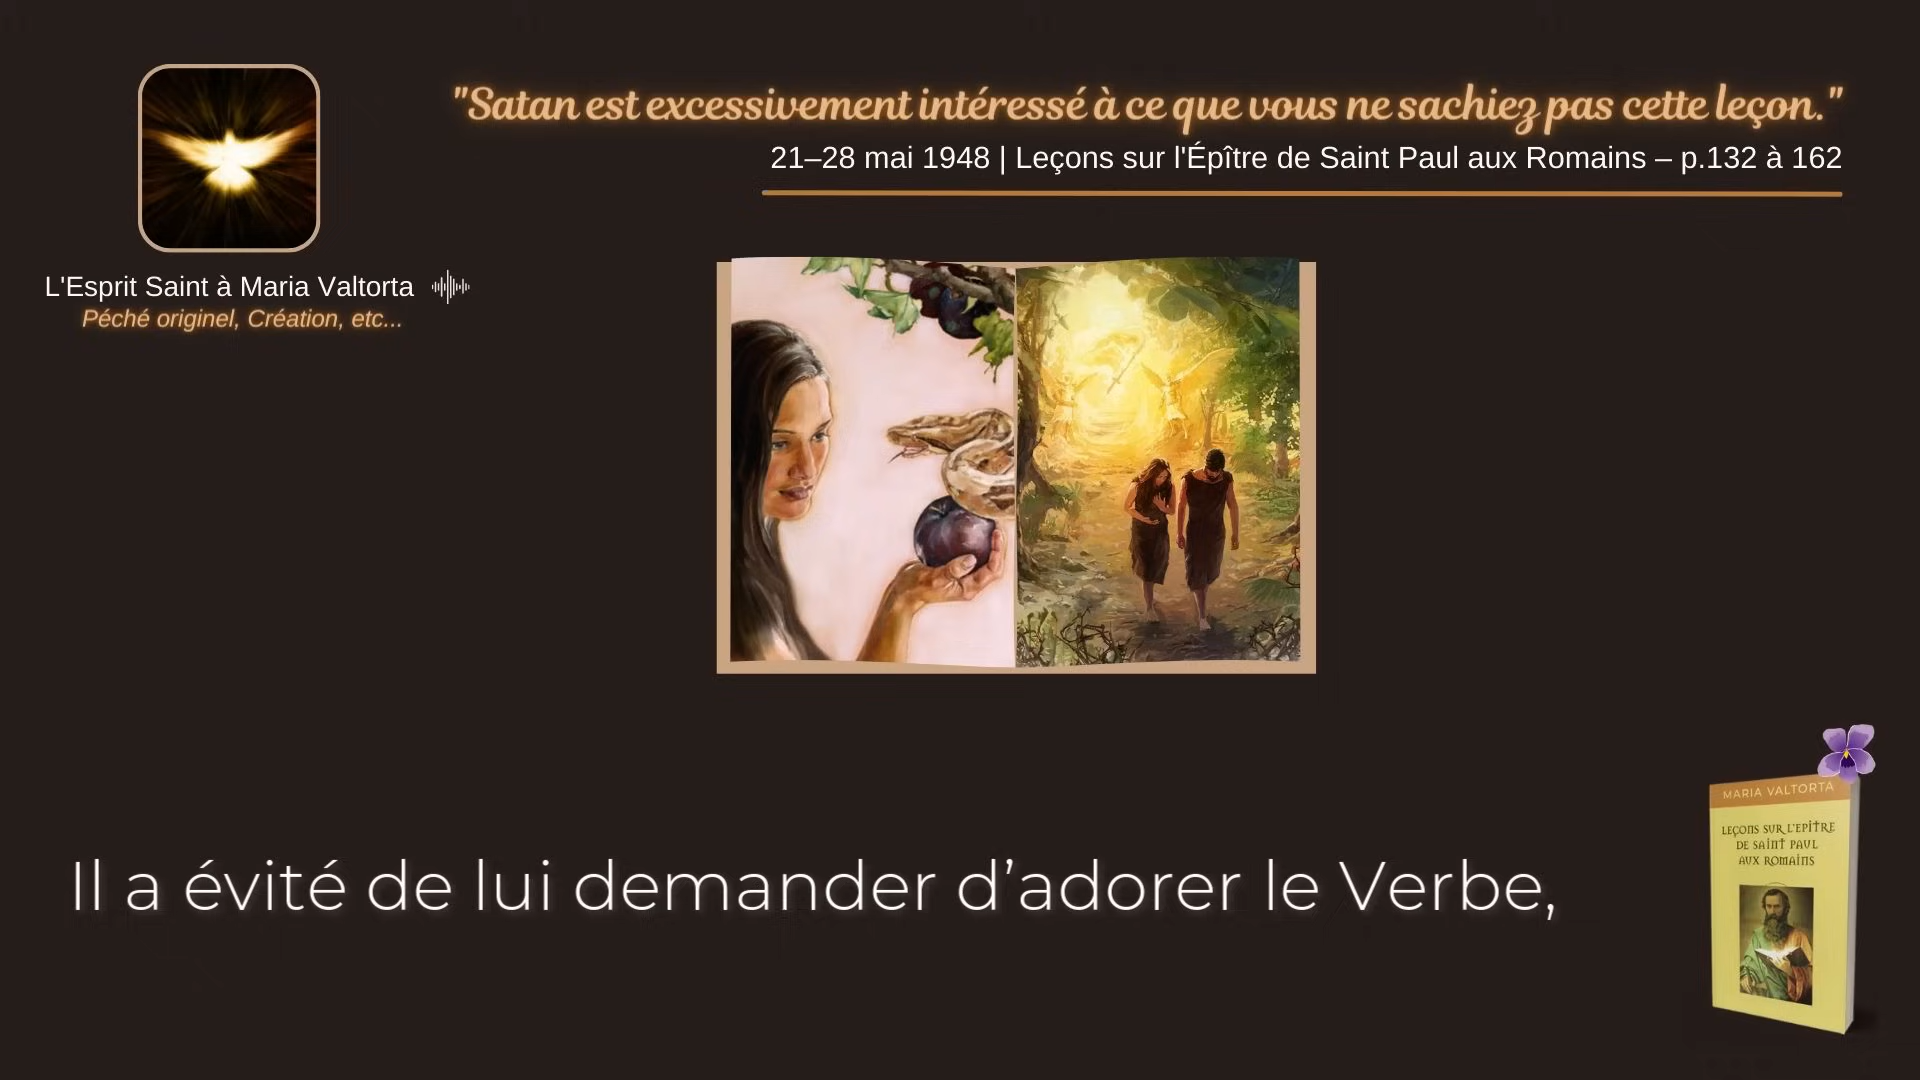 "Satan est excessivement intéressé à ce que vous ne sachiez pas cette leçon."
21–28 mai 1948 | Leçons sur l'Épître de Saint Paul aux Romains – p.132 à 162
L'Esprit Saint à Maria Valtorta
Péché originel, Création, etc...
Il a évité de lui demander d’adorer le Verbe,
MARIA VALTORTA
LEÇONS SUR L'EPÎTRE
DE SAINT PAUL
AUX ROMAINS